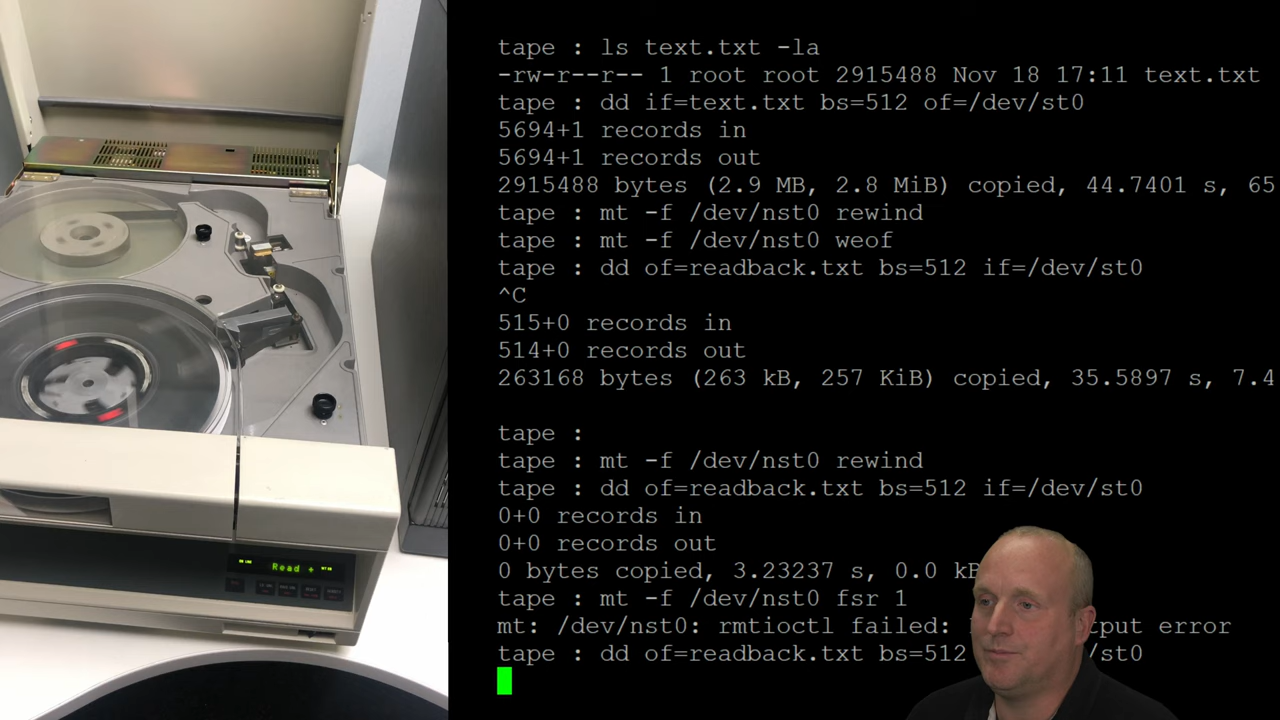 tape : ls text.txt -la
-rw-r--r-- 1 root root 2915488 Nov 18 17:11 text.txt
tape : dd if=text.txt bs=512 of=/dev/st0
5694+1 records in
5694+1 records out
2915488 bytes (2.9 MB, 2.8 MiB) copied, 44.7401 s, 65
tape : mt -f /dev/nst0 rewind
tape : mt -f /dev/nst0 weof
tape : dd of=readback.txt bs=512 if=/dev/st0
^C
515+0 records in
514+0 records out
263168 bytes (263 kB, 257 KiB) copied, 35.5897 s, 7.4
tape :
tape : mt -f /dev/nst0 rewind
tape : dd of=readback.txt bs=512 if=/dev/st0
0+0 records in
0+0 records out
0 bytes copied, 3.23237 s, 0.0 kB
tape : mt -f /dev/nst0 fsr 1
mt: /dev/nst0: rmtioctl failed: tput error
tape : dd of=readback.txt bs=512 /st0
Read +